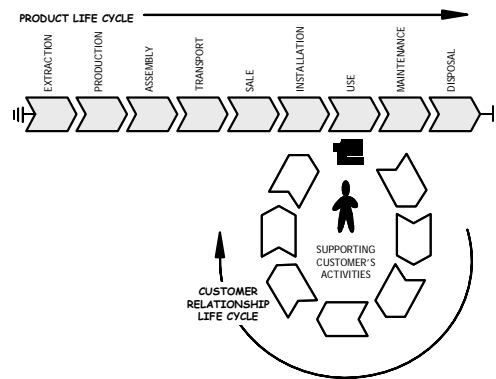 PRODUCT LIFE CYCLE
EXTRACTION
PRODUCTION
ASSEMBLY
TRANSPORT
SALE
INSTALLATION
USE
MAINTENANCE
DISPOSAL
SUPPORTING
CUSTOMER'S
ACTIVITIES
CUSTOMER
RELATIONSHIP
LIFE CYCLE